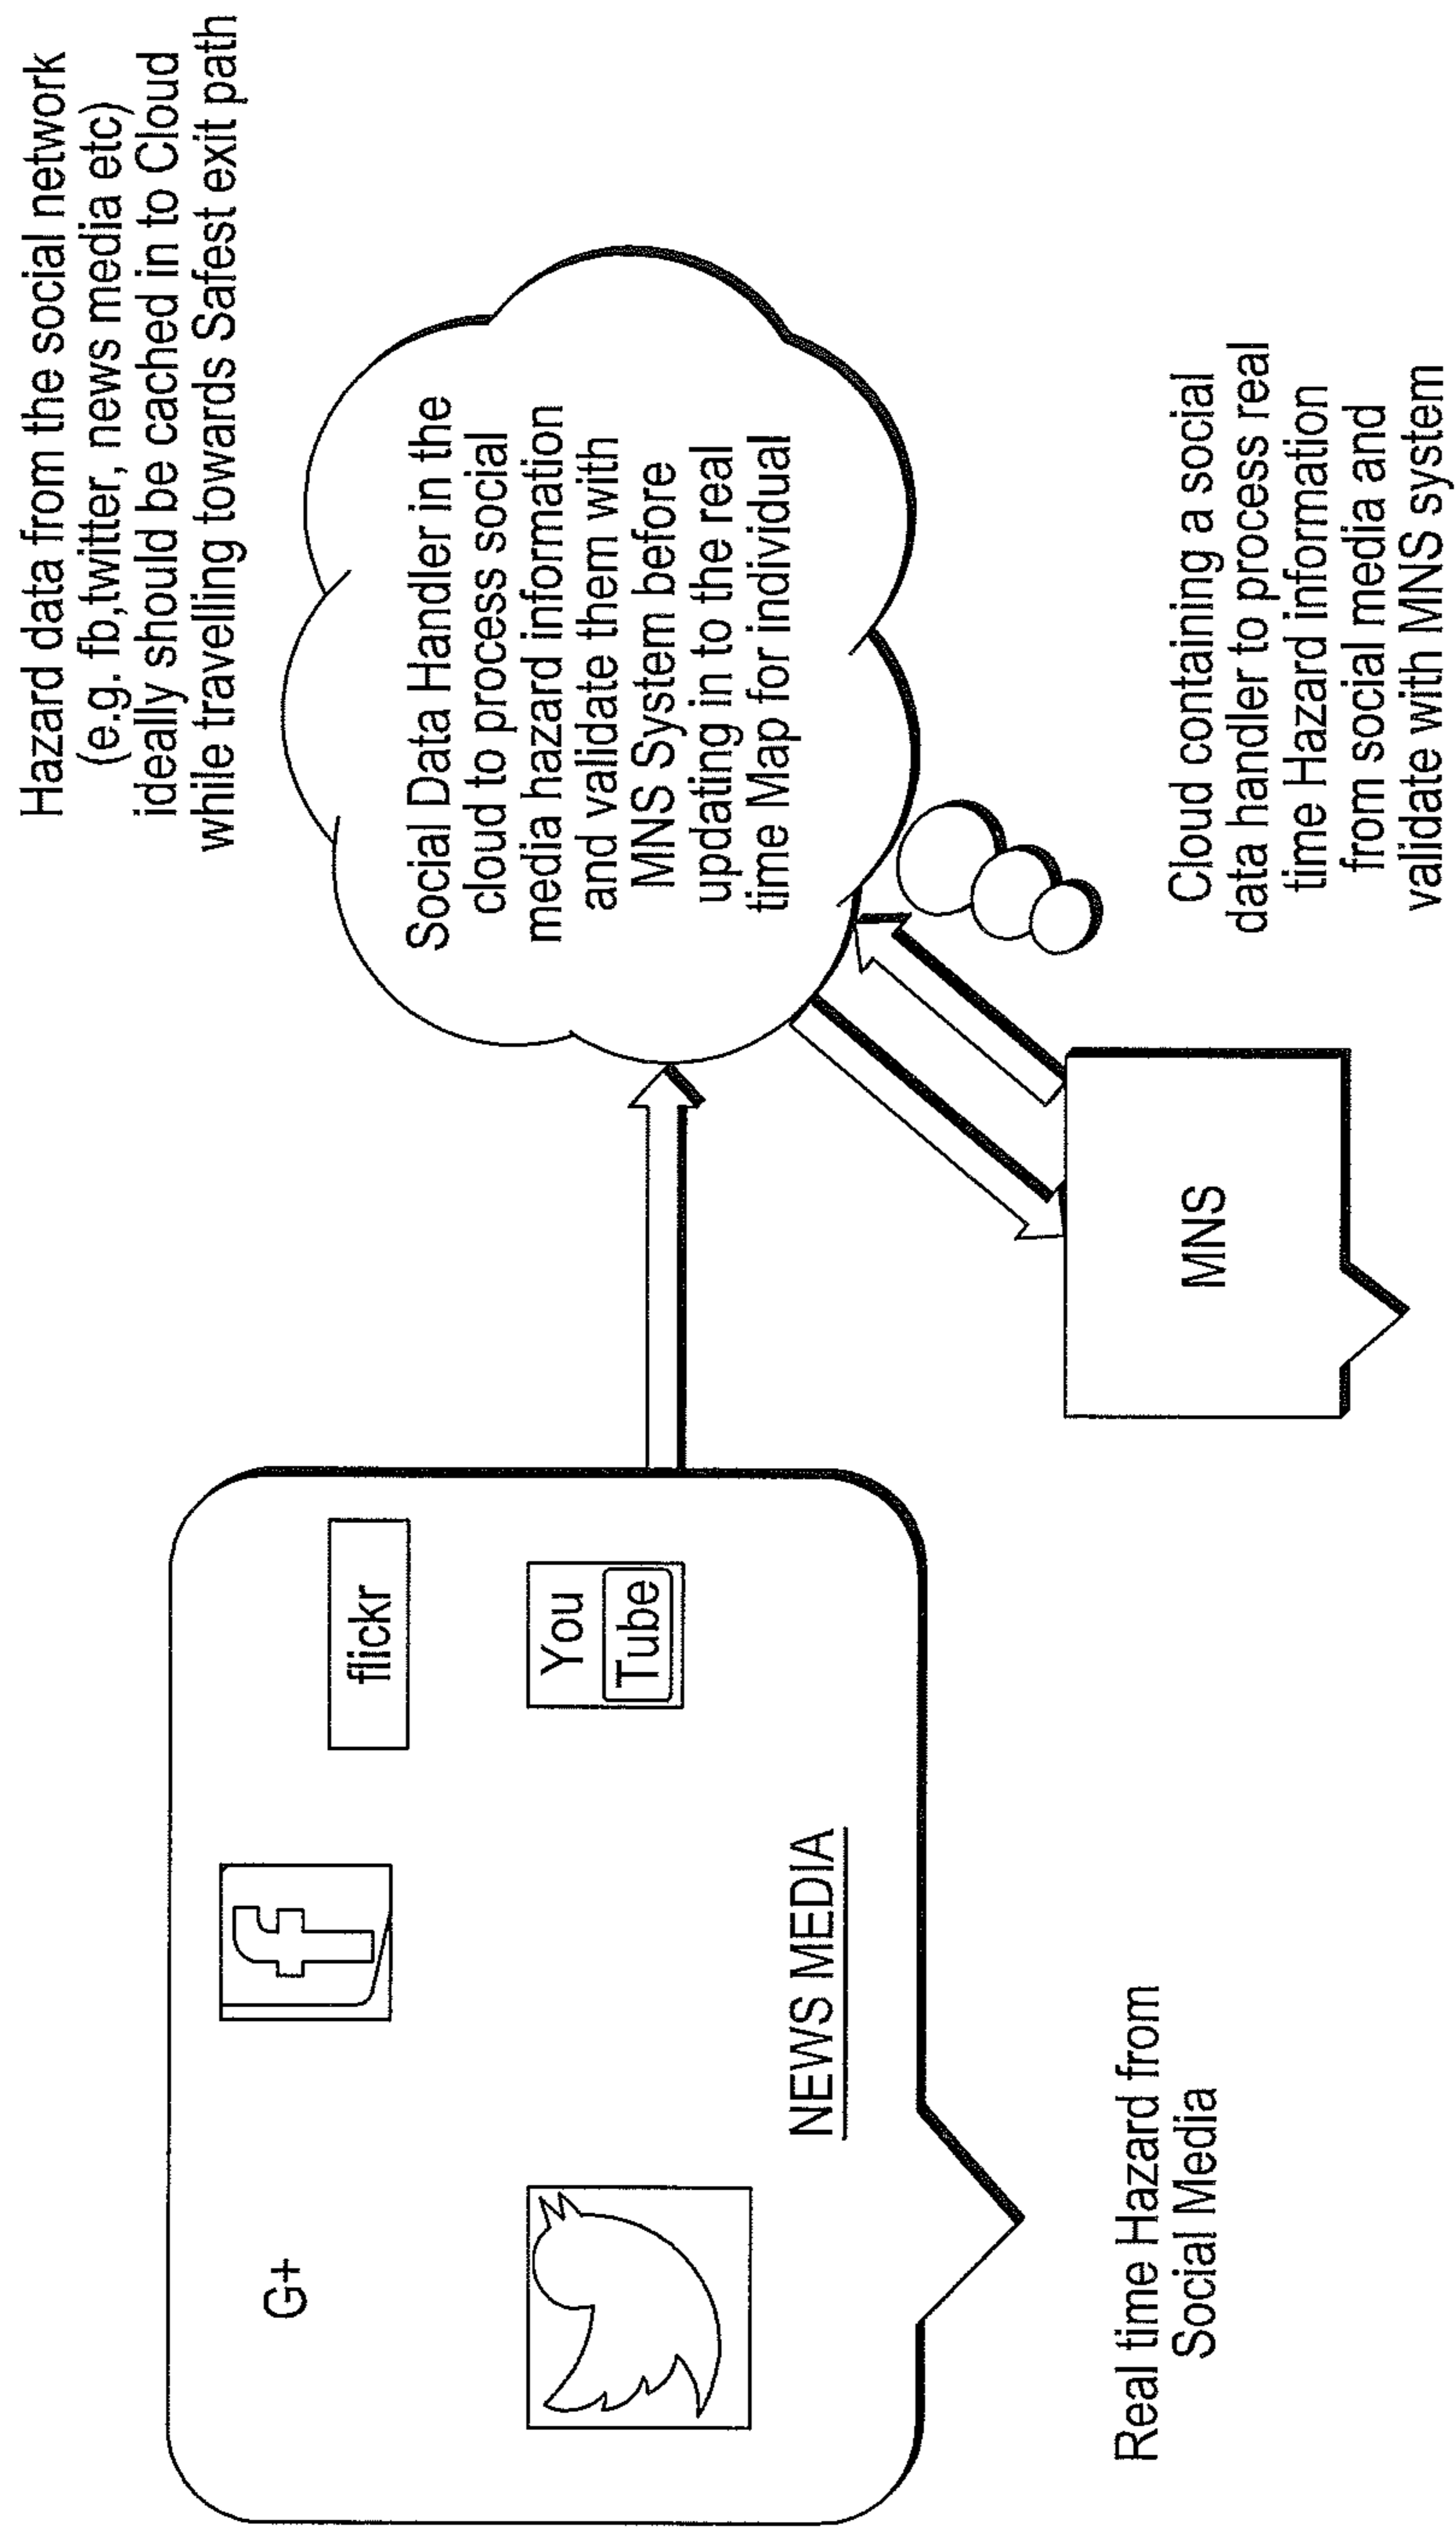 Hazard data from the social network
(e.g. fb,twitter, news media etc)
ideally should be cached in to Cloud
while travelling towards Safest exit path
G+
f
flickr
You
Tube
NEWS MEDIA
Real time Hazard from
Social Media
Social Data Handler in the
cloud to process social
media hazard information
and validate them with
MNS System before
updating in to the real
time Map for individual
MNS
Cloud containing a social
data handler to process real
time Hazard information
from social media and
validate with MNS system